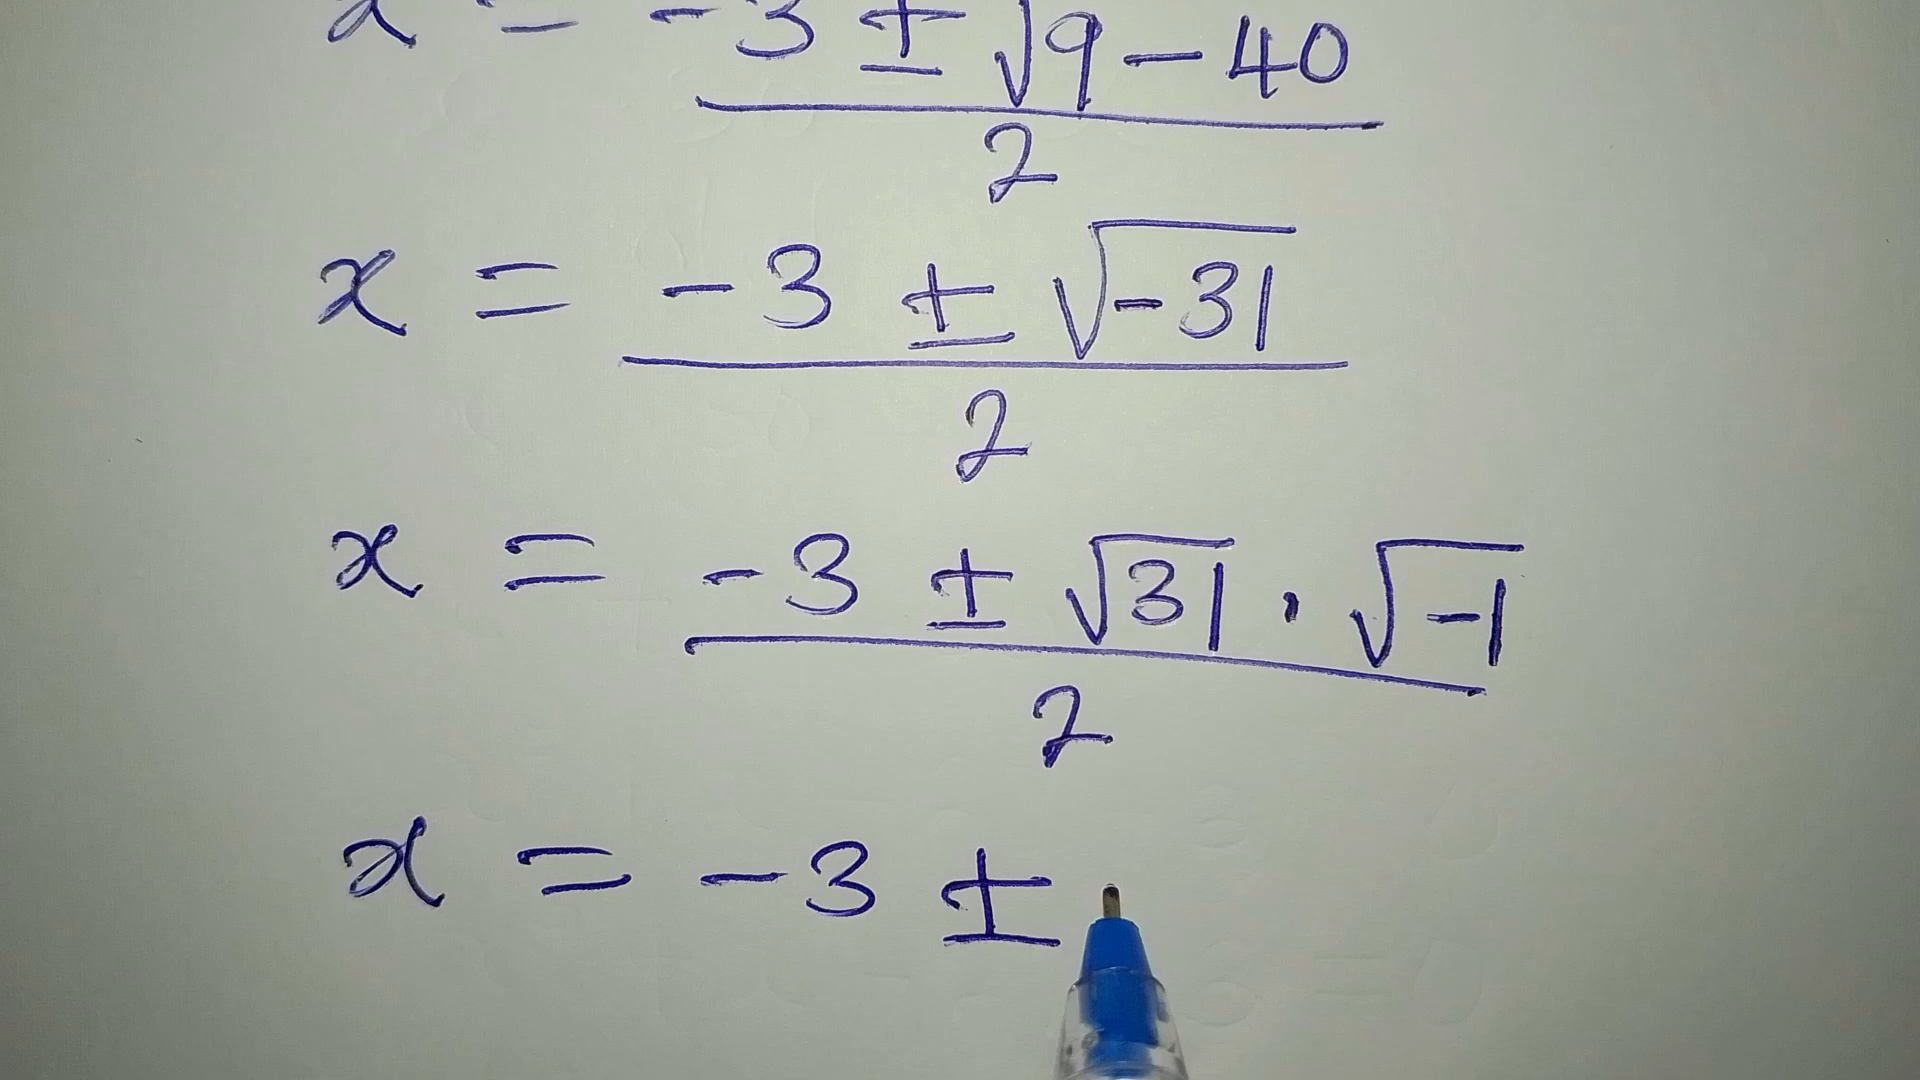 x = -3 ± √9 - 40
2
x = -3 ± √-31
2
x = -3 ± √31 · √-1
2
x = -3 ±